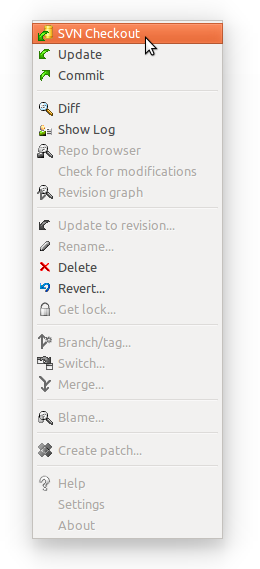 SVN Checkout
Update
Commit
Diff
Show Log
Repo browser
Check for modifications
Revision graph
Update to revision...
Rename...
Delete
Revert...
Get lock...
Branch/tag...
Switch...
Merge...
Blame...
Create patch...
Help
Settings
About